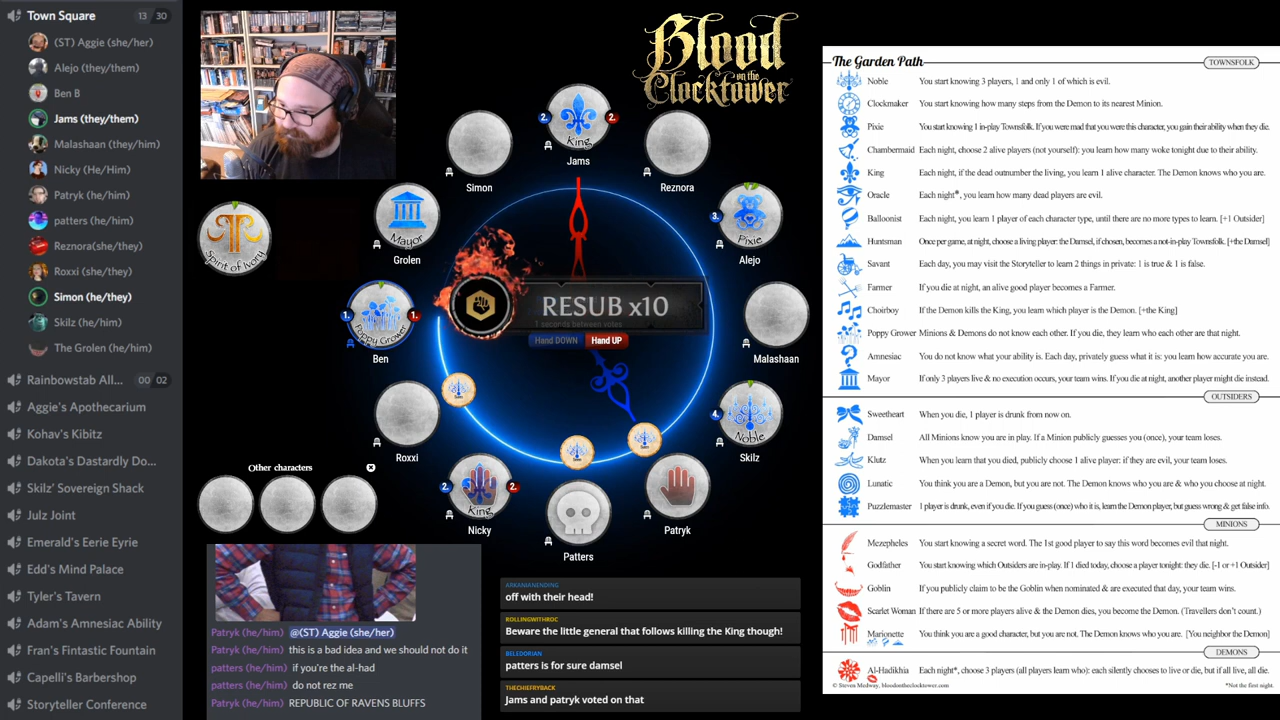 Town Square
13 30
(ST) Aggie (she/her)
Alejo (they/them)
Ben B
Jams (they/them)
Malashaan (they/him)
Nicky (He/Him)
Patryk (he/him)
patters (he/him)
Reznora(she/they)
Roxxi (she/they)
Simon (he/they)
Skilz (he/him)
The Grolen (he/him)
Rainbowstab All...
00 02
Aggie's Apothecarium
Kohav's Kibitz
Dakota's Dastardly Do...
Skilz' Sovereign Shack
Julz Joint
Emerald's Eerie Eyrie
Edd's Mind Palace
Tyler's Tavern
Adam's Amnesiac Ability
Fran's Fintastic Fountain
Capelli's Barbershop
Storyteller Conference
Blood
on the
Clocktower
Simon
2. King 2.
Jams
Reznora
Mayor
Grolen
3. Pixie
Alejo
Spirit of Ivory
1. Poppy Grower 1.
Ben
Malashaan
Roxxi
4. Noble
Skilz
2. King 2.
Nicky
Patters
Patryk
RESUB x10
1 seconds between votes
Hand DOWN
Hand UP
Other characters
Patryk (he/him) @(ST) Aggie (she/her)
Patryk (he/him) this is a bad idea and we should not do it
patters (he/him) if you're the al-had
patters (he/him) do not rez me
Patryk (he/him) REPUBLIC OF RAVENS BLUFFS
ARKANIANENDING
off with their head!
ROLLINGWITHROC
Beware the little general that follows killing the King though!
BELEDORIAN
patters is for sure damsel
THECHIEFRYBACK
Jams and patryk voted on that
The Garden Path
TOWNSFOLK
Noble You start knowing 3 players, 1 and only 1 of which is evil.
Clockmaker You start knowing how many steps from the Demon to its nearest Minion.
Pixie You start knowing 1 in-play Townsfolk. If you were mad that you were this character, you gain their ability when they die.
Chambermaid Each night, choose 2 alive players (not yourself): you learn how many woke tonight due to their ability.
King Each night, if the dead outnumber the living, you learn 1 alive character. The Demon knows who you are.
Oracle Each night*, you learn how many dead players are evil.
Balloonist Each night, you learn 1 player of each character type, until there are no more types to learn. [+1 Outsider]
Huntsman Once per game, at night, choose a living player: the Damsel, if chosen, becomes a not-in-play Townsfolk. [+the Damsel]
Savant Each day, you may visit the Storyteller to learn 2 things in private: 1 is true & 1 is false.
Farmer If you die at night, an alive good player becomes a Farmer.
Choirboy If the Demon kills the King, you learn which player is the Demon. [+the King]
Poppy Grower Minions & Demons do not know each other. If you die, they learn who each other are that night.
Amnesiac You do not know what your ability is. Each day, privately guess what it is: you learn how accurate you are.
Mayor If only 3 players live & no execution occurs, your team wins. If you die at night, another player might die instead.
OUTSIDERS
Sweetheart When you die, 1 player is drunk from now on.
Damsel All Minions know you are in play. If a Minion publicly guesses you (once), your team loses.
Klutz When you learn that you died, publicly choose 1 alive player: if they are evil, your team loses.
Lunatic You think you are a Demon, but you are not. The Demon knows who you are & who you choose at night.
Puzzlemaster 1 player is drunk, even if you die. If you guess (once) who it is, learn the Demon player, but guess wrong & get false info.
MINIONS
Mezepheles You start knowing a secret word. The 1st good player to say this word becomes evil that night.
Godfather You start knowing which Outsiders are in-play. If 1 died today, choose a player tonight: they die. [-1 or +1 Outsider]
Goblin If you publicly claim to be the Goblin when nominated & are executed that day, your team wins.
Scarlet Woman If there are 5 or more players alive & the Demon dies, you become the Demon. (Travellers don't count.)
Marionette You think you are a good character, but you are not. The Demon knows who you are. [You neighbor the Demon]
DEMONS
Al-Hadikhia Each night*, choose 3 players (all players learn who): each silently chooses to live or die, but if all live, all die.
© Steven Medway, bloodontheclocktower.com
*Not the first night.